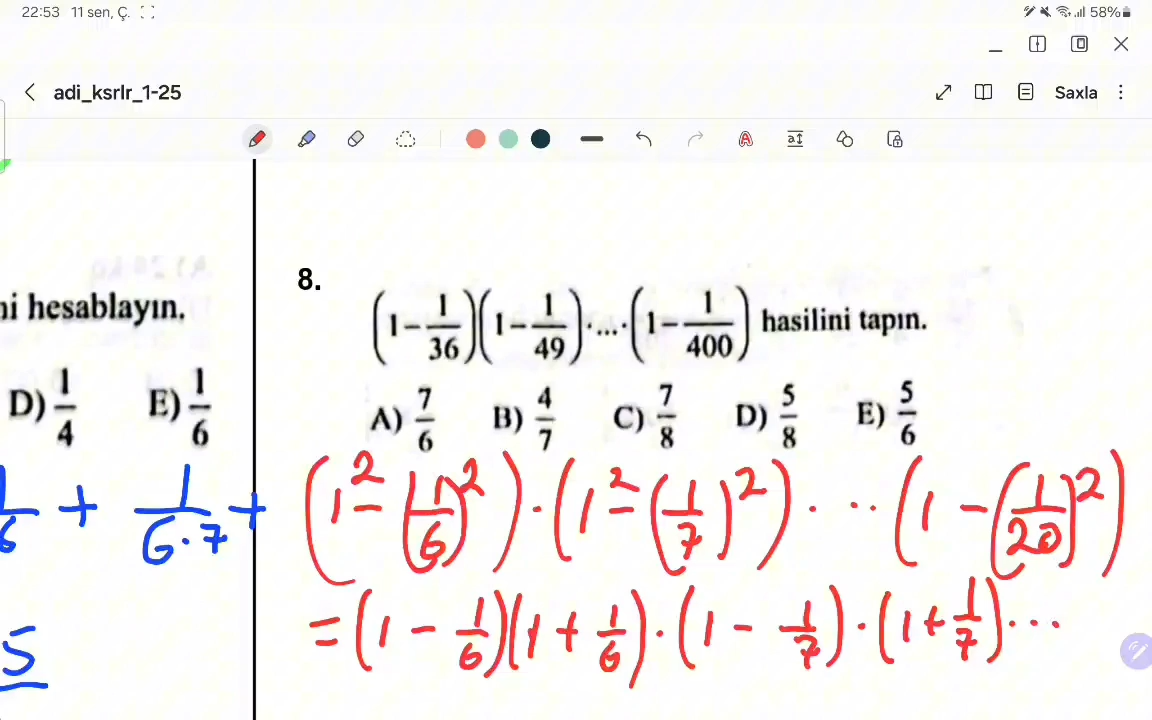 22:53 11 sen, Ç. 58%
adi_ksrlr_1-25 Saxla
ni hesablayın.
D) 1/4 E) 1/6
1/6 + 1/(6·7) +
5
8.
(1 - 1/36)(1 - 1/49)·...·(1 - 1/400) hasilini tapın.
A) 7/6 B) 4/7 C) 7/8 D) 5/8 E) 5/6
(1² - (1/6)²) · (1² - (1/7)²) · ·· (1 - (1/20)²)
= (1 - 1/6)(1 + 1/6) · (1 - 1/7) · (1 + 1/7) ...